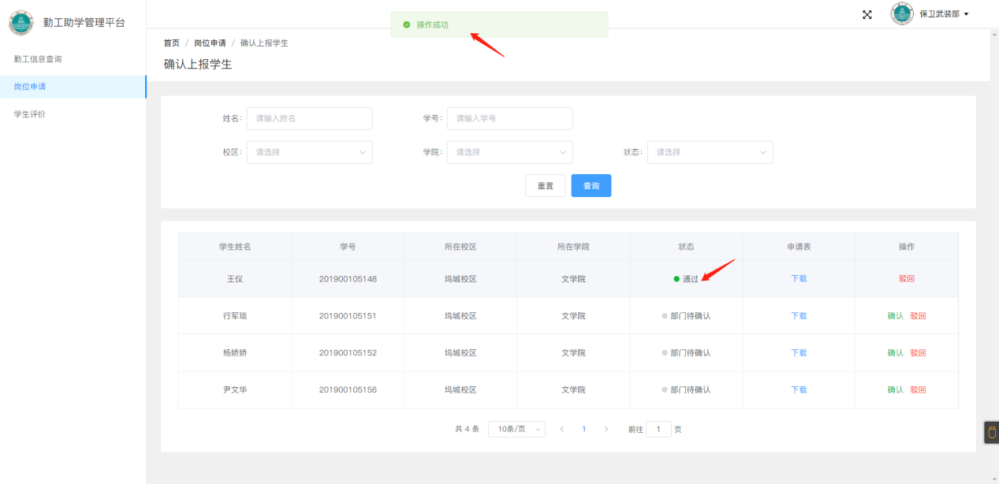 勤工助学管理平台
操作成功
保卫武装部
勤工信息查询
岗位申请
学生评价
首页 / 岗位申请 / 确认上报学生
确认上报学生
姓名: 请输入姓名 学号: 请输入学号
校区: 请选择 学院: 请选择 状态: 请选择
重置 查询
学生姓名 学号 所在校区 所在学院 状态 申请表 操作
王仪 201900105148 坞城校区 文学院 通过 下载 驳回
行军琰 201900105151 坞城校区 文学院 部门待确认 下载 确认 驳回
杨娇娇 201900105152 坞城校区 文学院 部门待确认 下载 确认 驳回
尹文华 201900105156 坞城校区 文学院 部门待确认 下载 确认 驳回
共 4 条 10条/页 1 前往 1 页